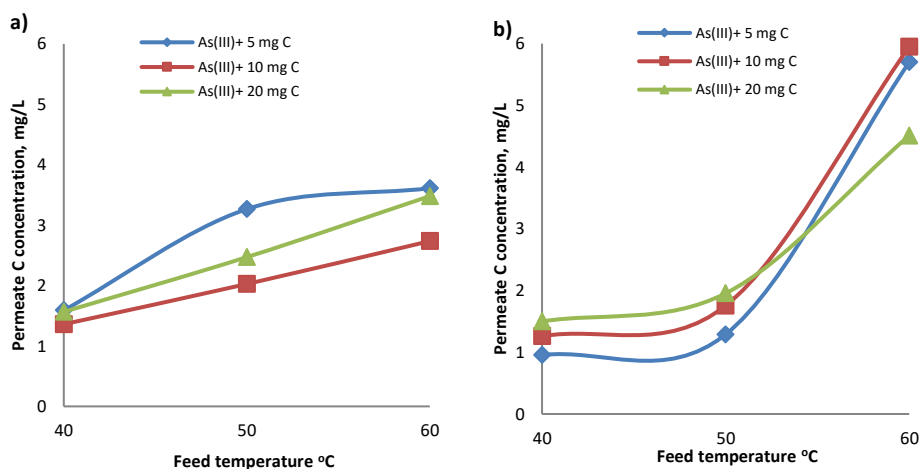 a)
As(III)+ 5 mg C
As(III)+ 10 mg C
As(III)+ 20 mg C
Permeate C concentration, mg/L
6
5
4
3
2
1
0
40
50
60
Feed temperature ᵒC
b)
As(III)+ 5 mg C
As(III)+ 10 mg C
As(III)+ 20 mg C
Permeate C concentration, mg/L
6
5
4
3
2
1
0
40
50
60
Feed temperature ᵒC